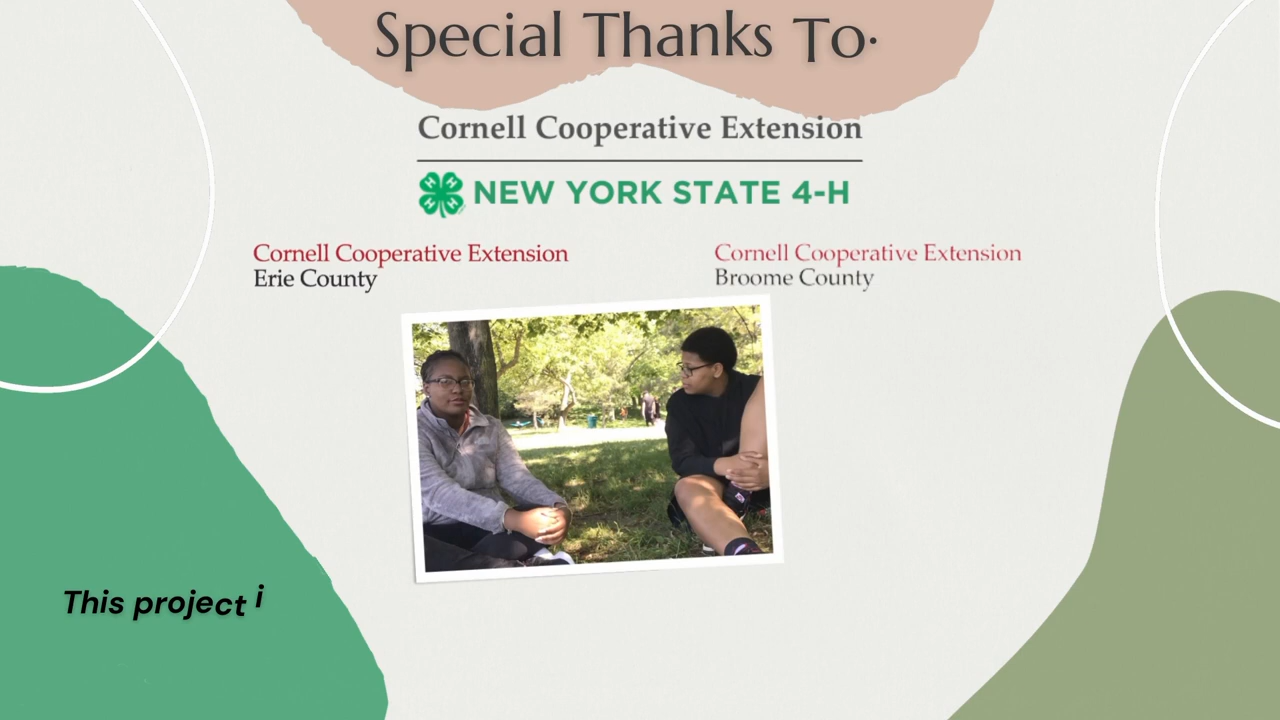 Special Thanks To·
Cornell Cooperative Extension
NEW YORK STATE 4-H
Cornell Cooperative Extension
Erie County
Cornell Cooperative Extension
Broome County
This project i